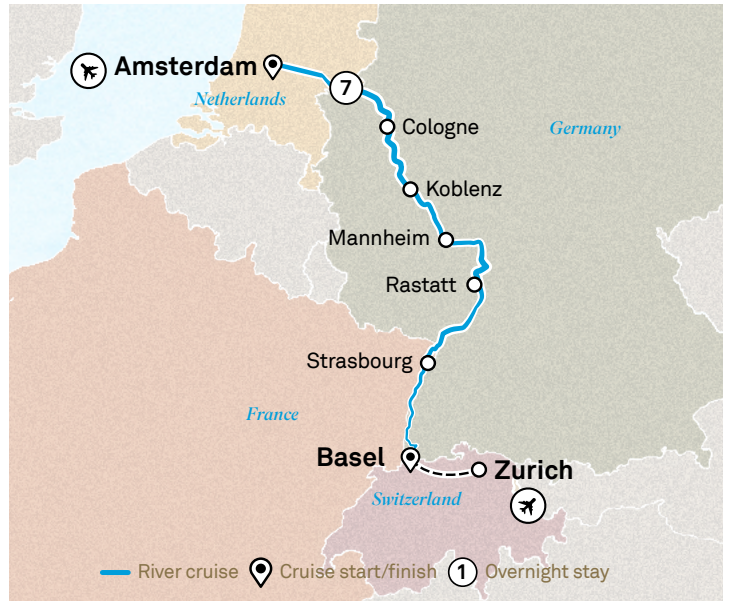 Amsterdam
Netherlands
7
Cologne
Germany
Koblenz
Mannheim
Rastatt
Strasbourg
France
Basel
Zurich
Switzerland
River cruise Cruise start/finish 1 Overnight stay